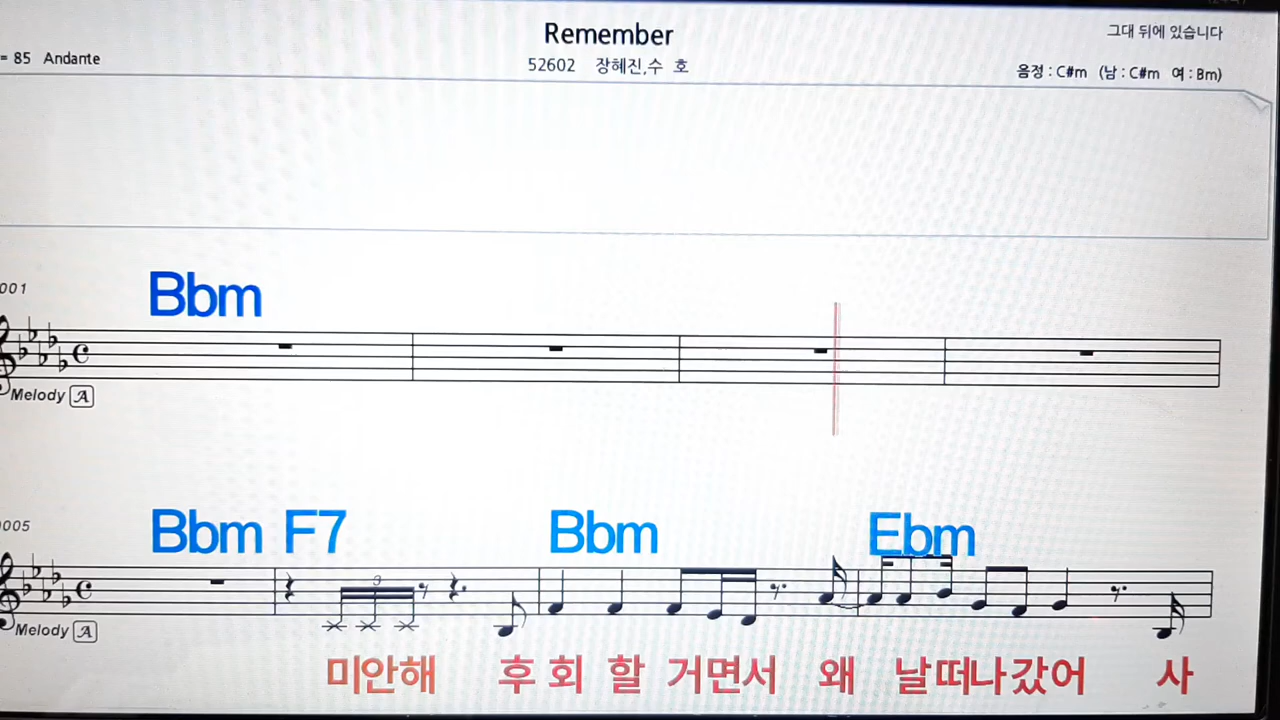 Remember
그대 뒤에 있습니다
= 85 Andante
52602 장혜진,수 호
음정 : C#m (남 : C#m 여 : Bm)
001
Bbm
Melody A
0005
Bbm F7 Bbm Ebm
3
Melody A
미안해 후 회 할 거면서 왜 날떠나갔어 사